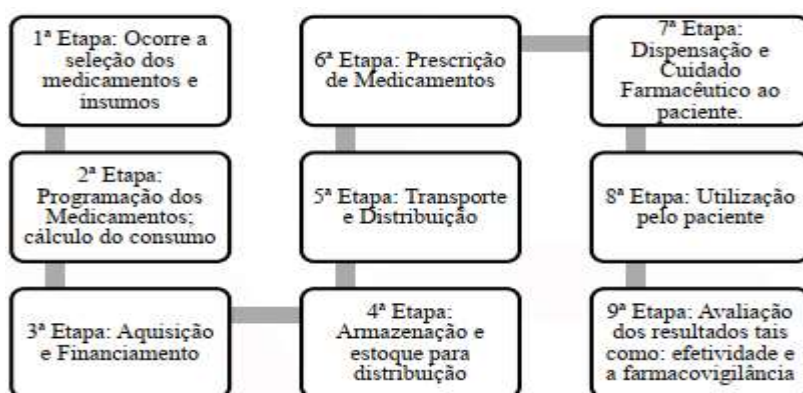 1ª Etapa: Ocorre a
seleção dos
medicamentos e
insumos
2ª Etapa:
Programação dos
Medicamentos;
cálculo do consumo
3ª Etapa: Aquisição
e Financiamento
4ª Etapa:
Armazenação e
estoque para
distribuição
5ª Etapa: Transporte
e Distribuição
6ª Etapa: Prescrição
de Medicamentos
7ª Etapa:
Dispensação e
Cuidado
Farmacêutico ao
paciente.
8ª Etapa: Utilização
pelo paciente
9ª Etapa: Avaliação
dos resultados tais
como: efetividade e
a farmacovigilância